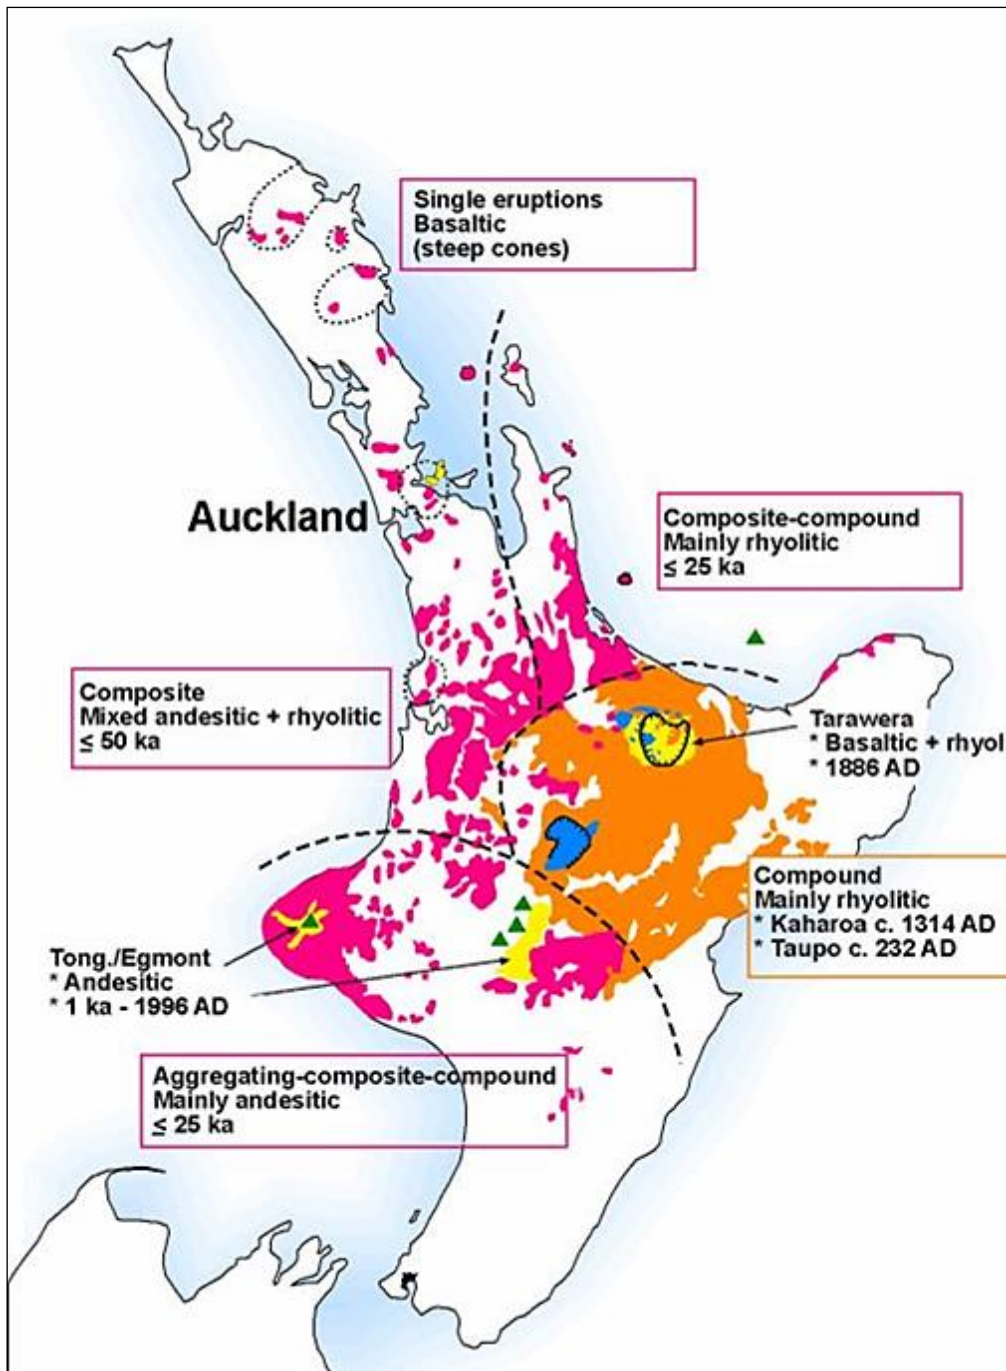 Single eruptions
Basaltic
(steep cones)
Auckland
Composite-compound
Mainly rhyolitic
≤ 25 ka
Composite
Mixed andesitic + rhyolitic
≤ 50 ka
Tarawera
* Basaltic + rhyol
* 1886 AD
Compound
Mainly rhyolitic
* Kaharoa c. 1314 AD
* Taupo c. 232 AD
Tong./Egmont
* Andesitic
* 1 ka - 1996 AD
Aggregating-composite-compound
Mainly andesitic
≤ 25 ka